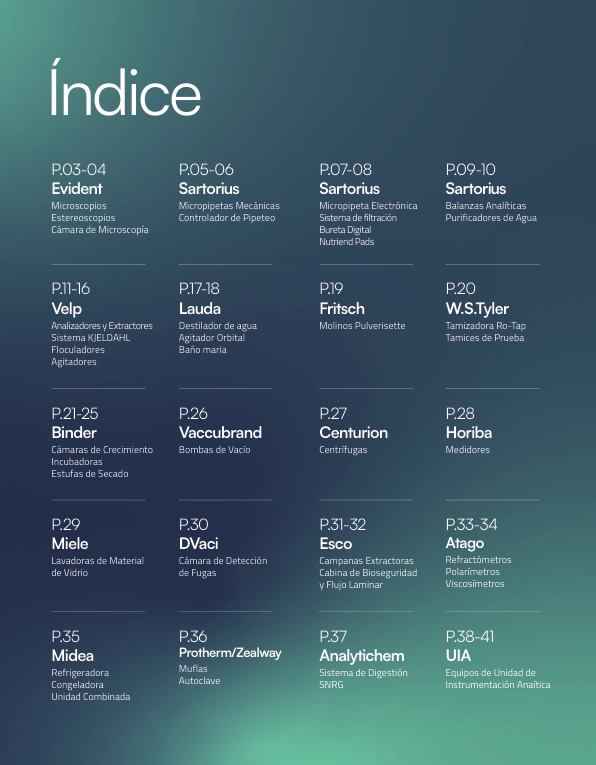 Índice
P.03-04
Evident
Microscopios
Estereoscopios
Cámara de Microscopía
P.05-06
Sartorius
Micropipetas Mecánicas
Controlador de Pipeteo
P.07-08
Sartorius
Micropipeta Electrónica
Sistema de filtración
Bureta Digital
Nutriend Pads
P.09-10
Sartorius
Balanzas Analíticas
Purificadores de Agua
P.11-16
Velp
Analizadores y Extractores
Sistema KJELDAHL
Floculadores
Agitadores
P.17-18
Lauda
Destilador de agua
Agitador Orbital
Baño maria
P.19
Fritsch
Molinos Pulverisette
P.20
W.S.Tyler
Tamizadora Ro-Tap
Tamices de Prueba
P.21-25
Binder
Cámaras de Crecimiento
Incubadoras
Estufas de Secado
P.26
Vaccubrand
Bombas de Vacío
P.27
Centurion
Centrífugas
P.28
Horiba
Medidores
P.29
Miele
Lavadoras de Material
de Vidrio
P.30
DVaci
Cámara de Detección
de Fugas
P.31-32
Esco
Campanas Extractoras
Cabina de Bioseguridad
y Flujo Laminar
P.33-34
Atago
Refractómetros
Polarímetros
Viscosímetros
P.35
Midea
Refrigeradora
Congeladora
Unidad Combinada
P.36
Protherm/Zealway
Muflas
Autoclave
P.37
Analytichem
Sistema de Digestión
SNRG
P.38-41
UIA
Equipos de Unidad de
Instrumentación Anaítica